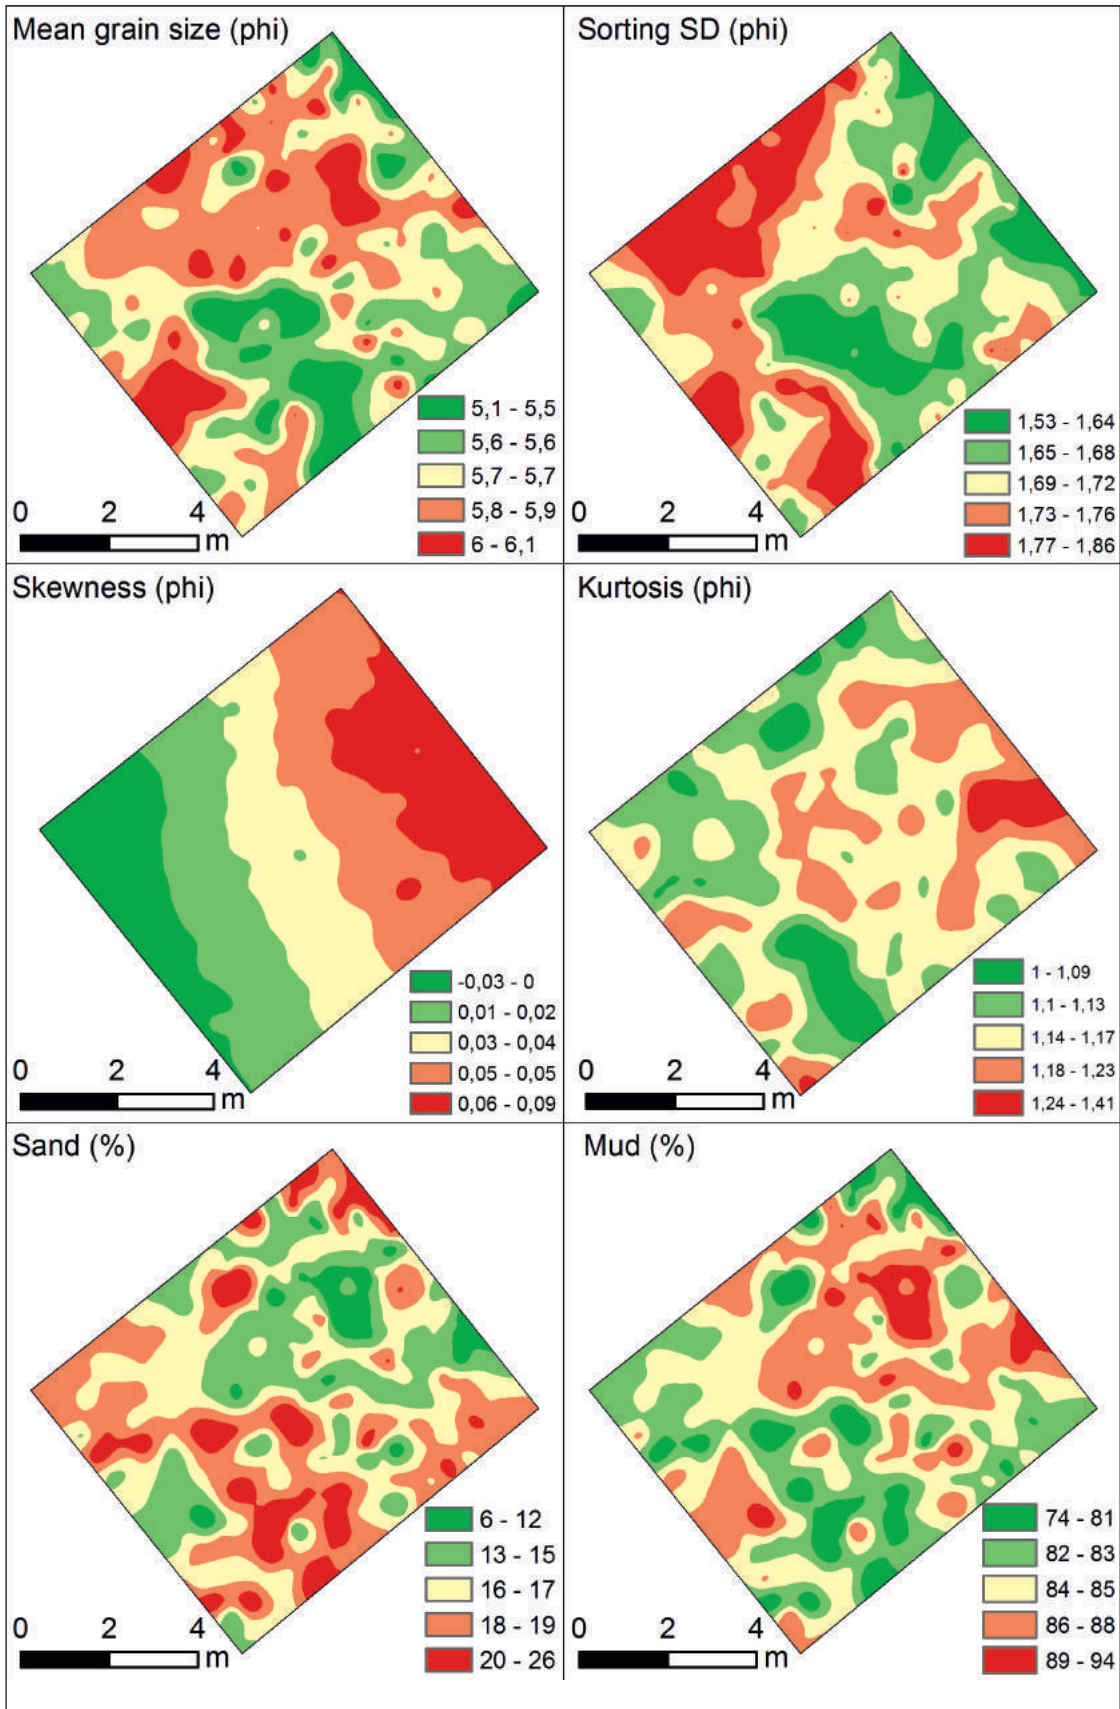 Mean grain size (phi)
5,1 - 5,5
5,6 - 5,6
5,7 - 5,7
5,8 - 5,9
6 - 6,1
0 2 4
m
Sorting SD (phi)
1,53 - 1,64
1,65 - 1,68
1,69 - 1,72
1,73 - 1,76
1,77 - 1,86
0 2 4
m
Skewness (phi)
-0,03 - 0
0,01 - 0,02
0,03 - 0,04
0,05 - 0,05
0,06 - 0,09
0 2 4
m
Kurtosis (phi)
1 - 1,09
1,1 - 1,13
1,14 - 1,17
1,18 - 1,23
1,24 - 1,41
0 2 4
m
Sand (%)
6 - 12
13 - 15
16 - 17
18 - 19
20 - 26
0 2 4
m
Mud (%)
74 - 81
82 - 83
84 - 85
86 - 88
89 - 94
0 2 4
m